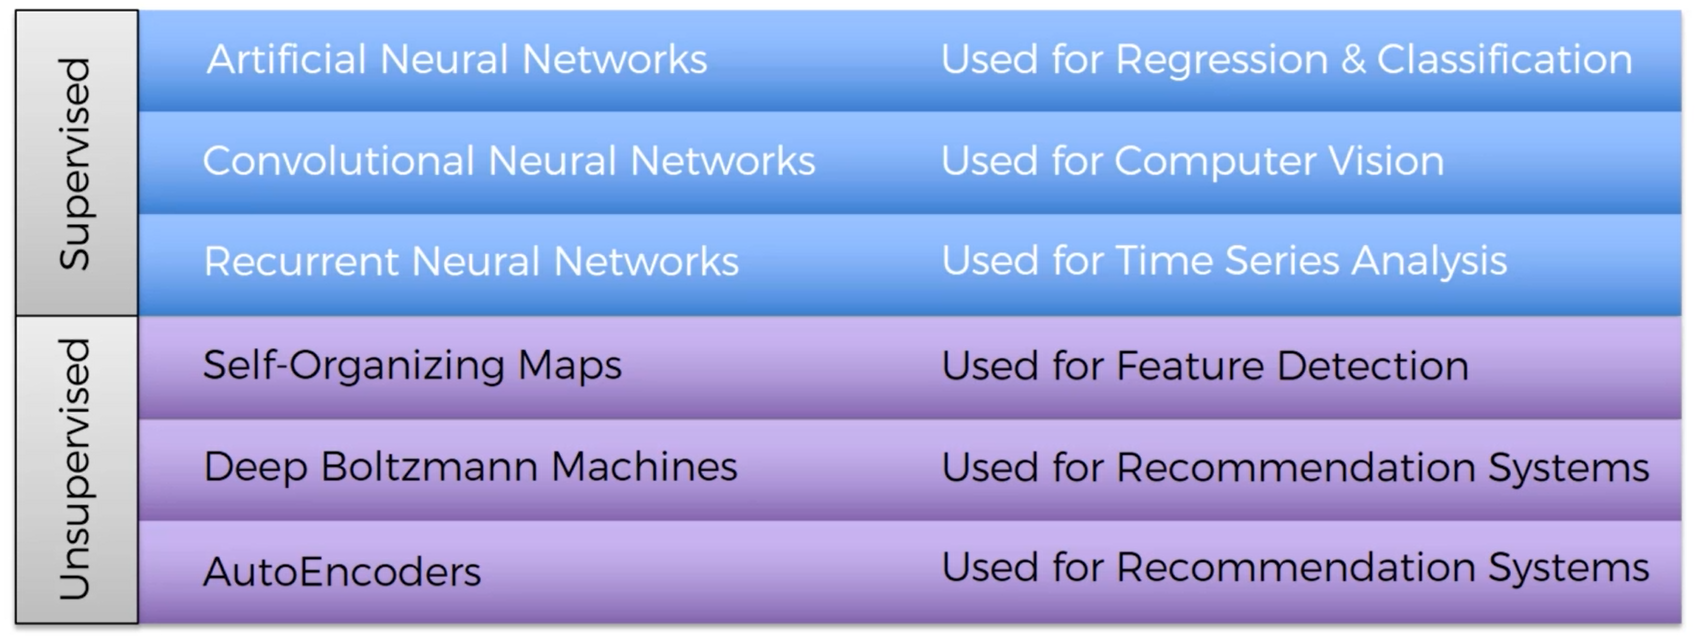 Supervised
Artificial Neural Networks
Used for Regression & Classification
Convolutional Neural Networks
Used for Computer Vision
Recurrent Neural Networks
Used for Time Series Analysis
Unsupervised
Self-Organizing Maps
Used for Feature Detection
Deep Boltzmann Machines
Used for Recommendation Systems
AutoEncoders
Used for Recommendation Systems